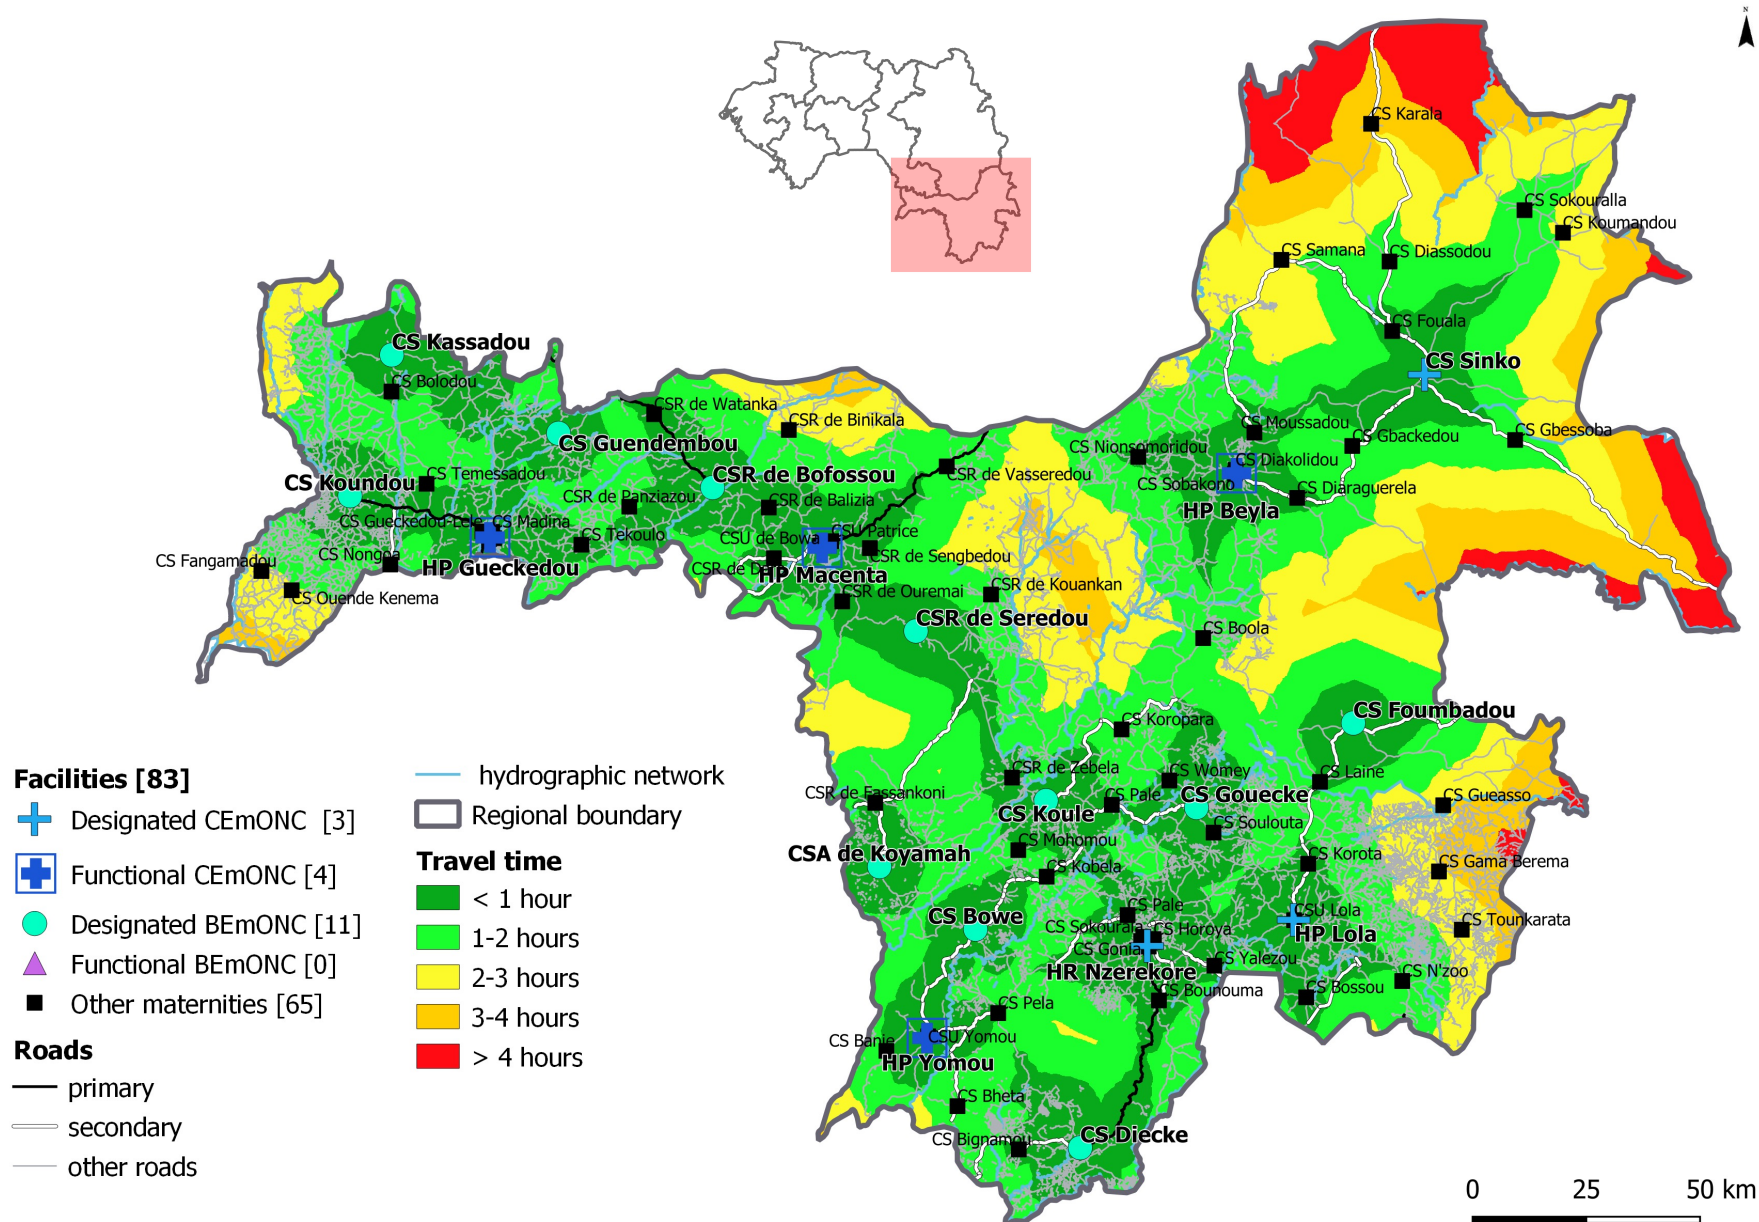 N
CS Karala
CS Sokouralla
CS Koumandou
CS Samana
CS Diassodou
CS Fouala
CS Kassadou
CS Sinko
CS Bolodou
CSR de Watanka
CSR de Binikala
CS Moussadou
CS Gbackedou
CS Gbessoba
CS Guendembou
CS Nionsomoridou
CS Diakolidou
CS Koundou
CS Temessadou
CSR de Bofossou
CSR de Vasseredou
CS Sobakono
CS Diaraguerela
CSR de Panziazou
CSR de Balizia
HP Beyla
CS Gueckedou-Lele
CS Madina
CS Tekoulo
CSU de Bowa
CSU Patrice
CS Fangamadou
CS Nongoa
HP Gueckedou
CSR de Sengbedou
CSR de
HP Macenta
CS Ouende Kenema
CSR de Ouremai
CSR de Kouankan
CSR de Seredou
CS Boola
CS Koropara
CS Foumbadou
CSR de Zebela
CS Womey
CS Laine
CSR de Fassankoni
CS Pale
CS Gouecke
CS Gueasso
CS Koule
CS Soulouta
CS Mohomou
CSA de Koyamah
CS Kobela
CS Korota
CS Gama Berema
CS Bowe
CS Pale
CSU Lola
CS Tounkarata
CS Sokourala
CS Horoya
HP Lola
CS Gonia
HR Nzerekore
CS Yalezou
CS N'zoo
CS Bounouma
CS Bossou
CS Pela
CS Banie
CSU Yomou
HP Yomou
CS Bheta
CS Bignamou
CS Diecke
Facilities [83]
Designated CEmONC [3]
Functional CEmONC [4]
Designated BEmONC [11]
Functional BEmONC [0]
Other maternities [65]
Roads
primary
secondary
other roads
hydrographic network
Regional boundary
Travel time
< 1 hour
1-2 hours
2-3 hours
3-4 hours
> 4 hours
0 25 50 km